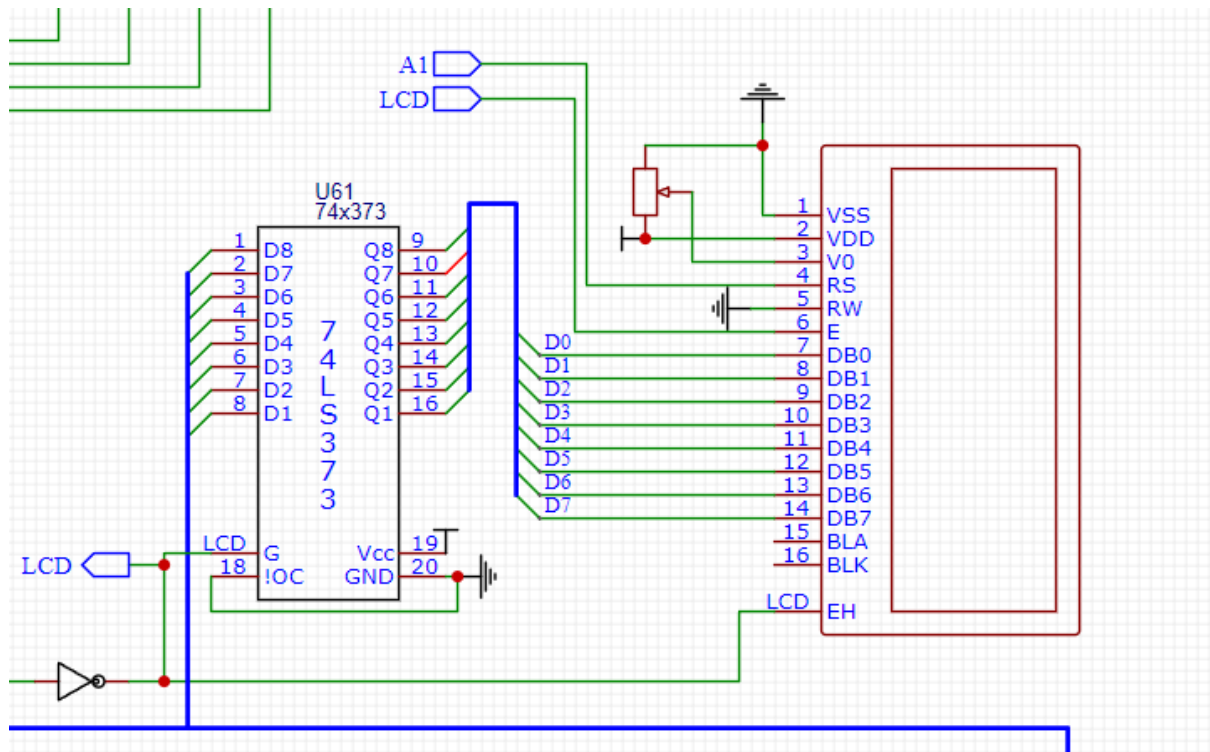 A1
LCD
U61
74x373
1 D8 Q8 9
2 D7 Q7 10
3 D6 Q6 11
4 D5 Q5 12
5 D4 Q4 13
6 D3 Q3 14
7 D2 Q2 15
8 D1 Q1 16
7
4
L
S
3
7
3
LCD G Vcc 19
18 !OC GND 20
LCD
1 VSS
2 VDD
3 V0
4 RS
5 RW
6 E
D0 7 DB0
D1 8 DB1
D2 9 DB2
D3 10 DB3
D4 11 DB4
D5 12 DB5
D6 13 DB6
D7 14 DB7
15 BLA
16 BLK
LCD EH